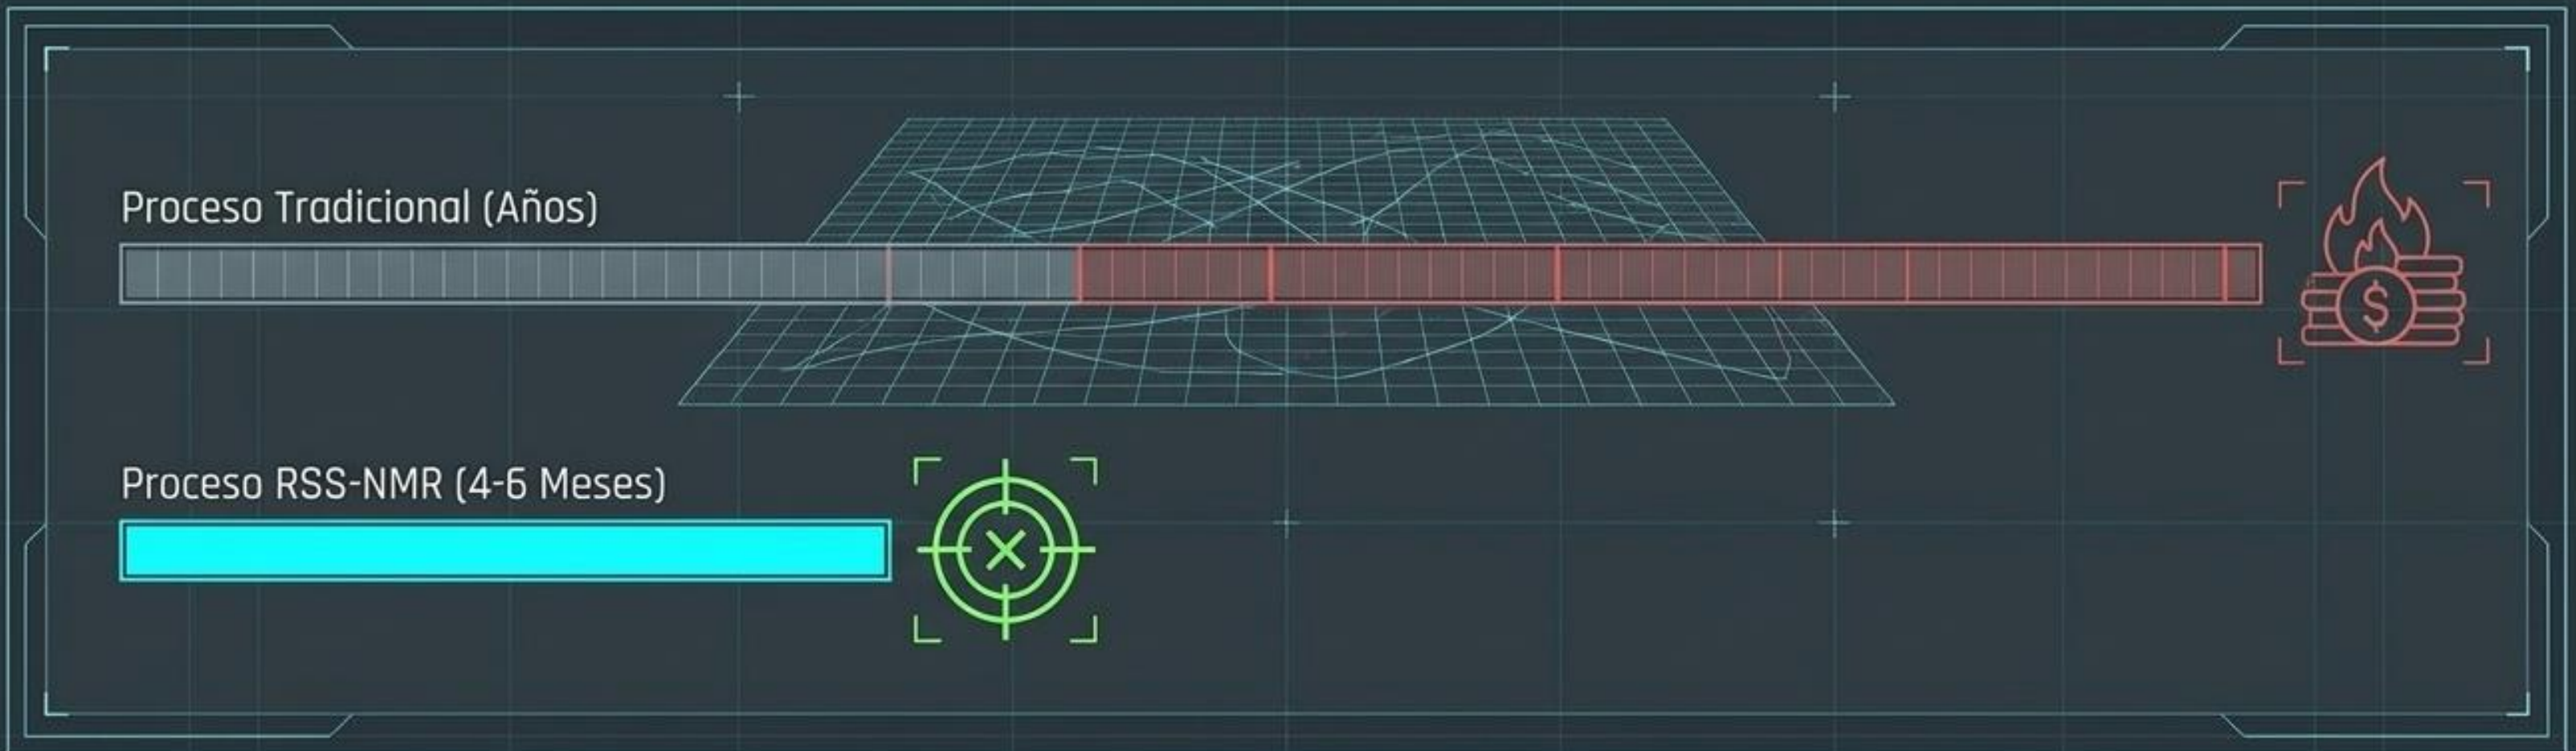 Proceso Tradicional (Años)
$
Proceso RSS-NMR (4-6 Meses)